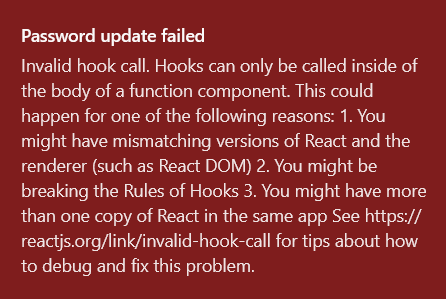 Password update failed
Invalid hook call. Hooks can only be called inside of
the body of a function component. This could
happen for one of the following reasons: 1. You
might have mismatching versions of React and the
renderer (such as React DOM) 2. You might be
breaking the Rules of Hooks 3. You might have more
than one copy of React in the same app See https://
reactjs.org/link/invalid-hook-call for tips about how
to debug and fix this problem.